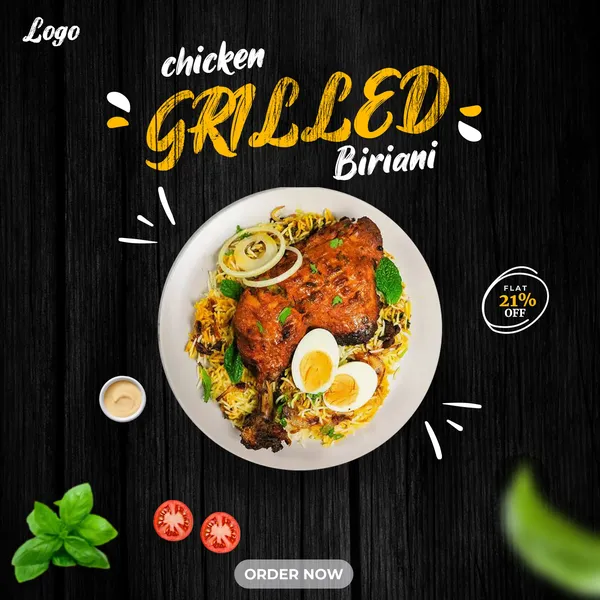 Logo
chicken
GRILLED
Biriani
FLAT
21%
OFF
ORDER NOW